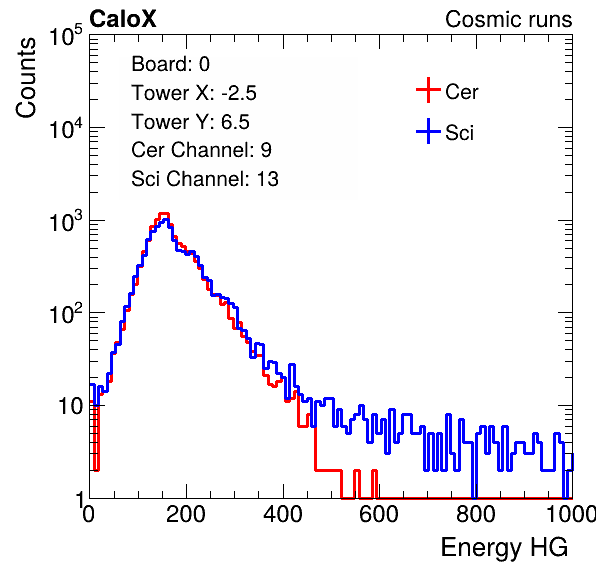 CaloX
Cosmic runs
Counts
Board: 0
Tower X: -2.5
Tower Y: 6.5
Cer Channel: 9
Sci Channel: 13
Cer
Sci
10^5
10^4
10^3
10^2
10
1
0 200 400 600 800 1000
Energy HG